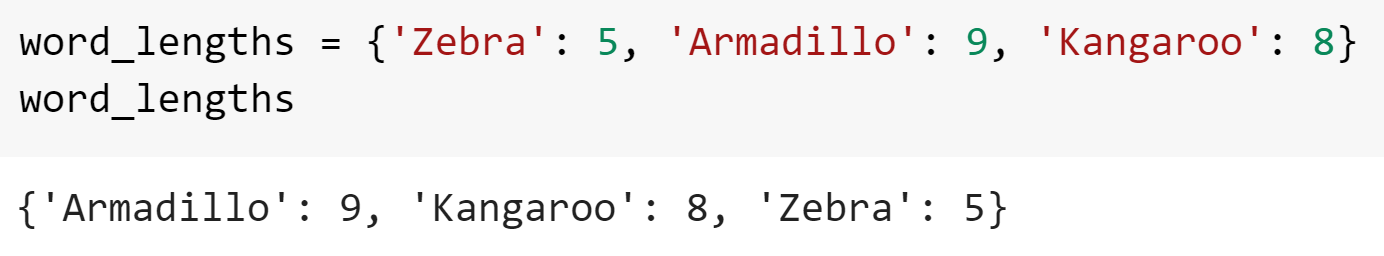 word_lengths = {'Zebra': 5, 'Armadillo': 9, 'Kangaroo': 8}
word_lengths
{'Armadillo': 9, 'Kangaroo': 8, 'Zebra': 5}